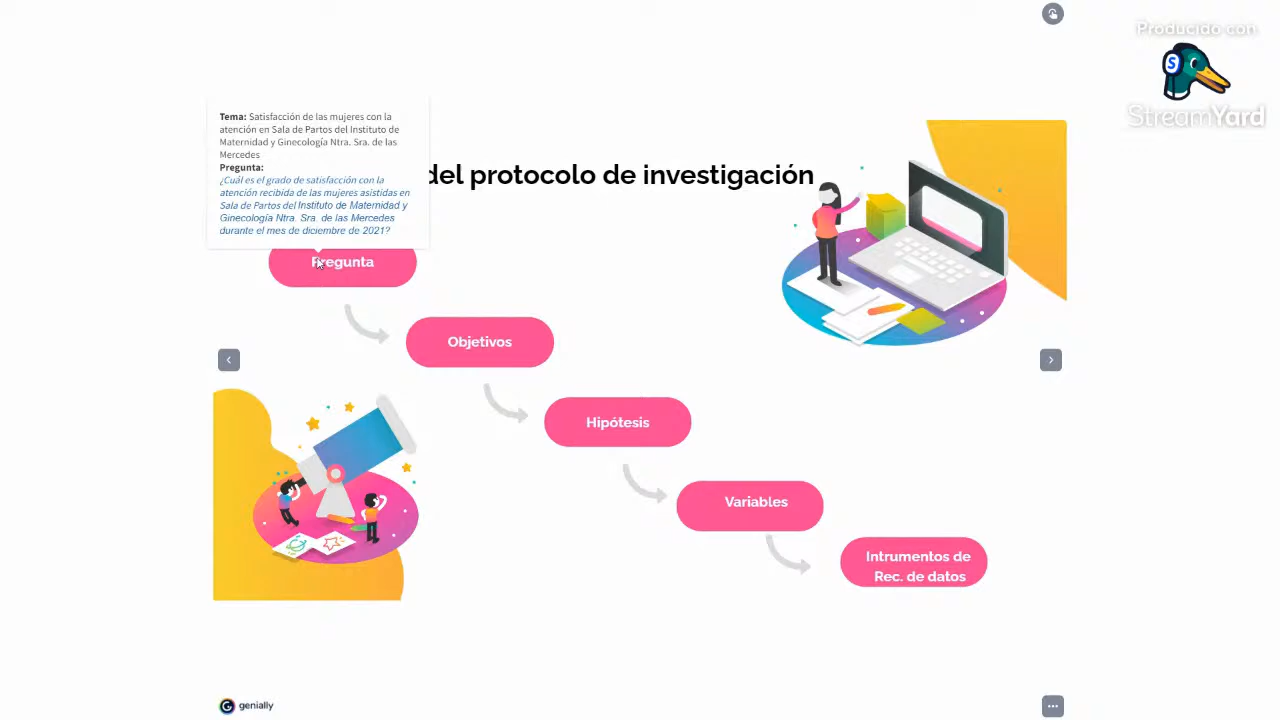 Producido con
StreamYard
Tema: Satisfacción de las mujeres con la
atención en Sala de Partos del Instituto de
Maternidad y Ginecología Ntra. Sra. de las
Mercedes
Pregunta:
¿Cuál es el grado de satisfacción con la
atención recibida de las mujeres asistidas en
Sala de Partos del Instituto de Maternidad y
Ginecología Ntra. Sra. de las Mercedes
durante el mes de diciembre de 2021?
del protocolo de investigación
Pregunta
Objetivos
Hipótesis
Variables
Intrumentos de
Rec. de datos
genially